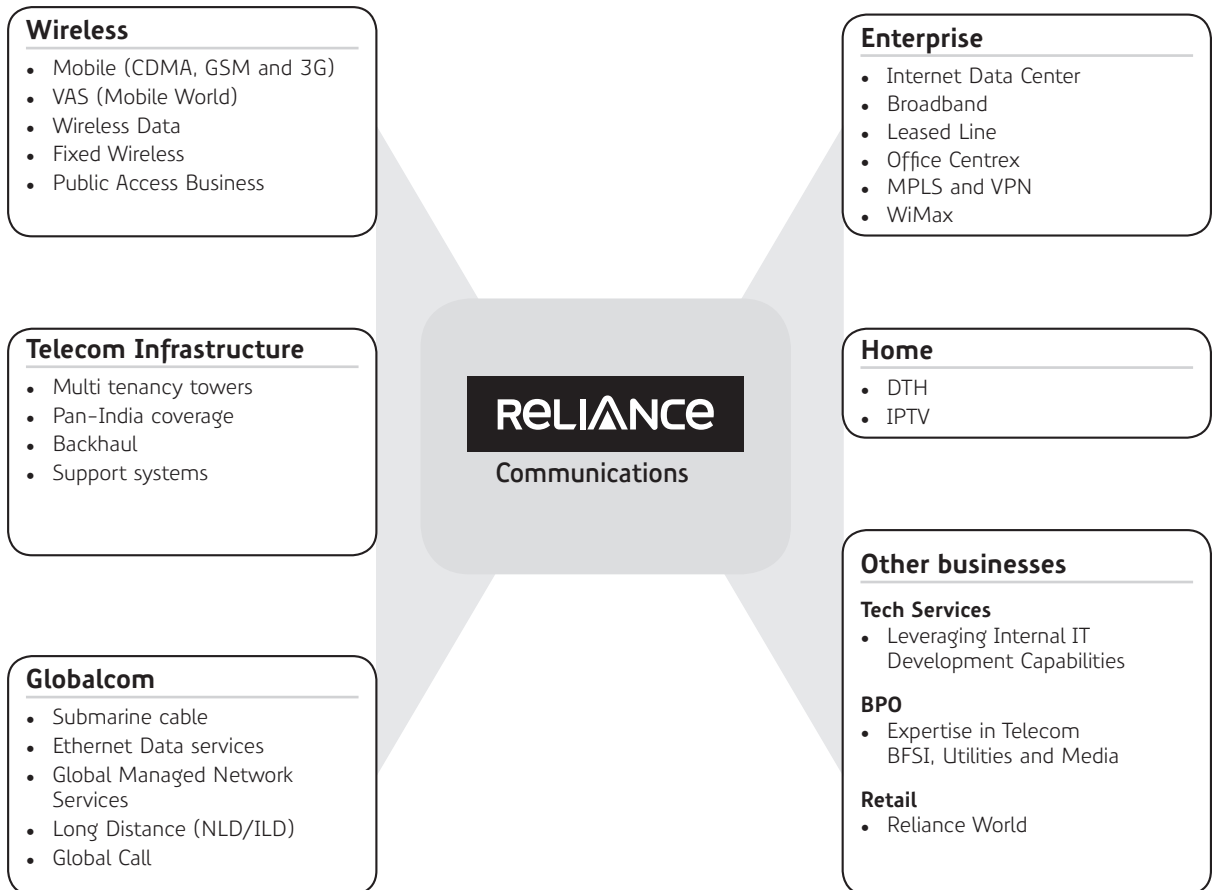 Wireless
• Mobile (CDMA, GSM and 3G)
• VAS (Mobile World)
• Wireless Data
• Fixed Wireless
• Public Access Business
Telecom Infrastructure
• Multi tenancy towers
• Pan-India coverage
• Backhaul
• Support systems
Globalcom
• Submarine cable
• Ethernet Data services
• Global Managed Network
Services
• Long Distance (NLD/ILD)
• Global Call
RELIANCE
Communications
Enterprise
• Internet Data Center
• Broadband
• Leased Line
• Office Centrex
• MPLS and VPN
• WiMax
Home
• DTH
• IPTV
Other businesses
Tech Services
• Leveraging Internal IT
Development Capabilities
BPO
• Expertise in Telecom
BFSI, Utilities and Media
Retail
• Reliance World